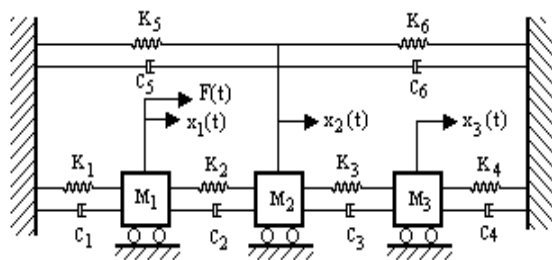 K5 K6
C5 C6
F(t)
x1(t) x2(t) x3(t)
K1 K2 K3 K4
M1 M2 M3
C1 C2 C3 C4